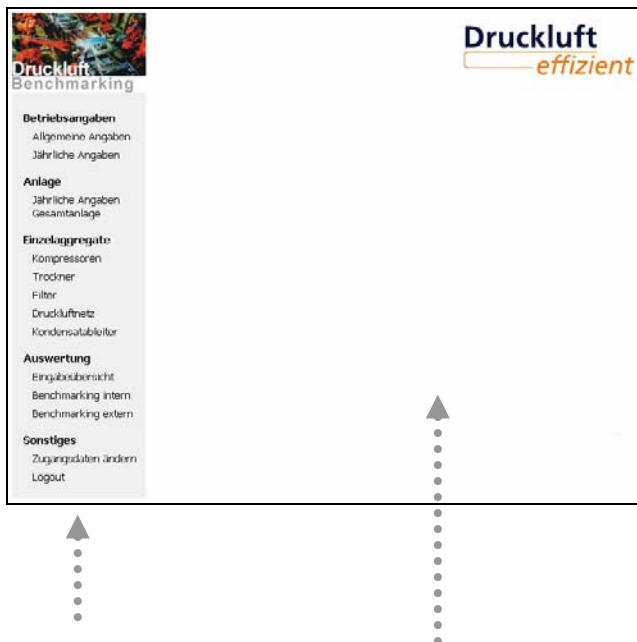 Druckluft
Benchmarking
Druckluft
effizient
Betriebsangaben
Allgemeine Angaben
Jährliche Angaben
Anlage
Jährliche Angaben
Gesamtanlage
Einzelaggregate
Kompressoren
Trockner
Filter
Druckluftnetz
Kondensatableiter
Auswertung
Eingabeübersicht
Benchmarking intern
Benchmarking extern
Sonstiges
Zugangsdaten ändern
Logout